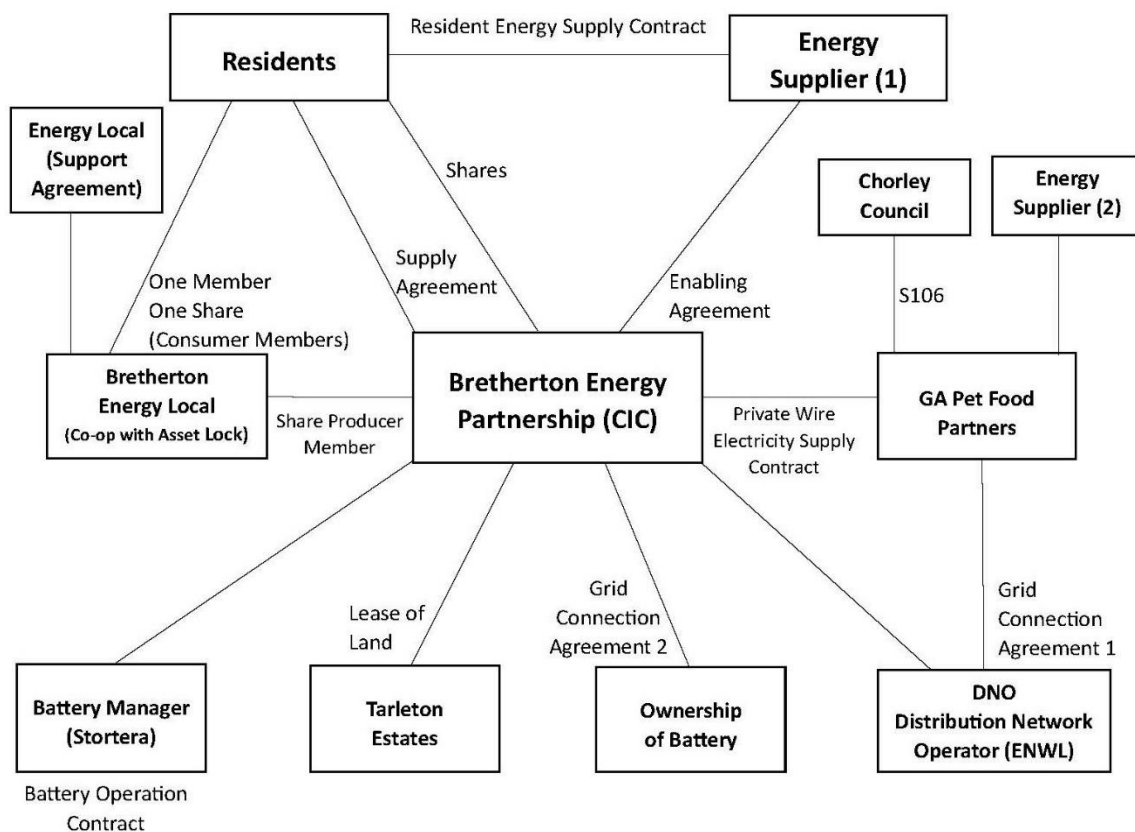 Residents
Resident Energy Supply Contract
Energy
Supplier (1)
Energy Local
(Support
Agreement)
Shares
Chorley
Council
Energy
Supplier (2)
One Member
One Share
(Consumer Members)
Supply
Agreement
Enabling
Agreement
S106
Bretherton
Energy Local
(Co-op with Asset Lock)
Share Producer
Member
Bretherton Energy
Partnership (CIC)
Private Wire
Electricity Supply
Contract
GA Pet Food
Partners
Lease of
Land
Grid
Connection
Agreement 2
Grid
Connection
Agreement 1
Battery Manager
(Stortera)
Battery Operation
Contract
Tarleton
Estates
Ownership
of Battery
DNO
Distribution Network
Operator (ENWL)